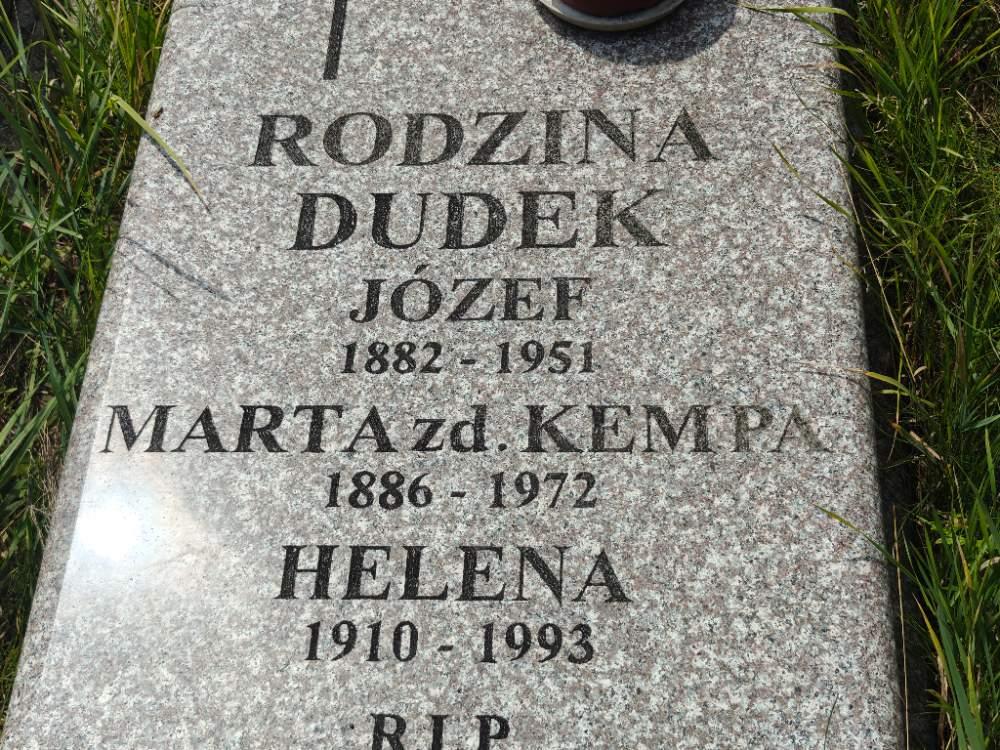 RODZINA
DUDEK
JÓZEF
1882 - 1951
MARTA zd. KEMPA
1886 - 1972
HELENA
1910 - 1993
R.I.P.